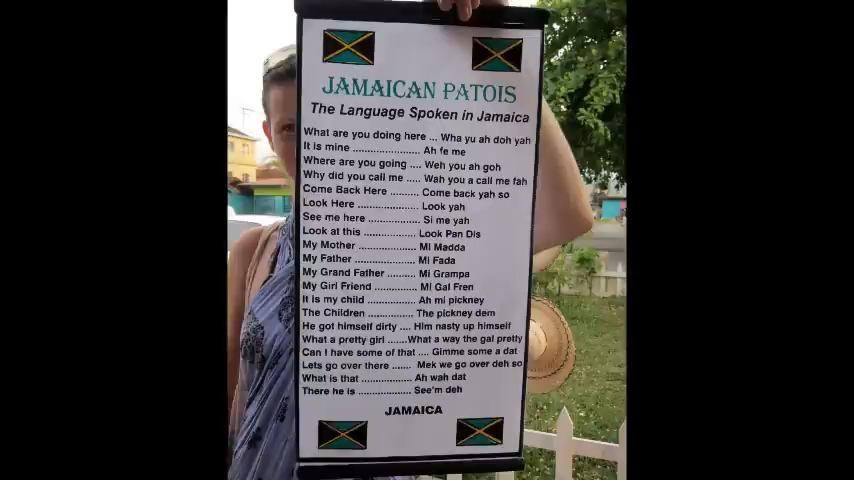 JAMAICAN PATOIS
The Language Spoken in Jamaica
What are you doing here ... Wha yu ah doh yah
It is mine ...................... Ah fe me
Where are you going .... Weh you ah goh
Why did you call me ..... Wah you a call me fah
Come Back Here .......... Come back yah so
Look Here .................... Look yah
See me here .................. Si me yah
Look at this ................. Look Pan Dis
My Mother ................... Mi Madda
My Father .................... Mi Fada
My Grand Father .......... Mi Grampa
My Girl Friend .............. Mi Gal Fren
It is my child ................ Ah mi pickney
The Children ................ The pickney dem
He got himself dirty .... Him nasty up himself
What a pretty girl .......What a way the gal pretty
Can I have some of that .... Gimme some a dat
Lets go over there ....... Mek we go over deh so
What is that ................. Ah wah dat
There he is ................... See'm deh
JAMAICA